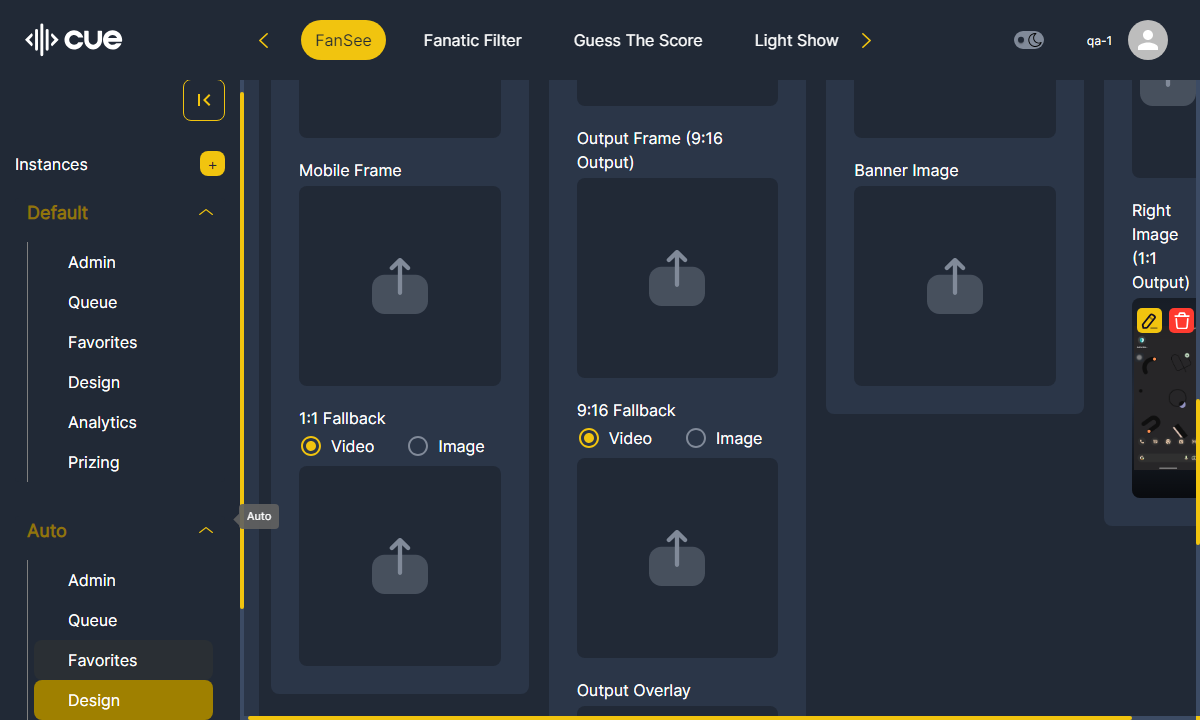 cue
FanSee
Fanatic Filter
Guess The Score
Light Show
qa-1
Instances
+
Default
Admin
Queue
Favorites
Design
Analytics
Prizing
Auto
Admin
Queue
Favorites
Design
Auto
Mobile Frame
1:1 Fallback
Video
Image
Output Frame (9:16
Output)
9:16 Fallback
Video
Image
Output Overlay
Banner Image
Right
Image
(1:1
Output)